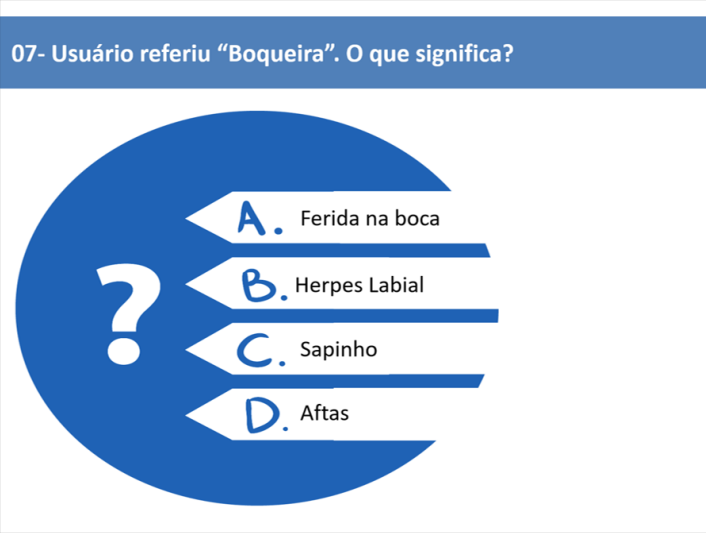 07- Usuário referiu “Boqueira”. O que significa?
A. Ferida na boca
B. Herpes Labial
?
C. Sapinho
D. Aftas